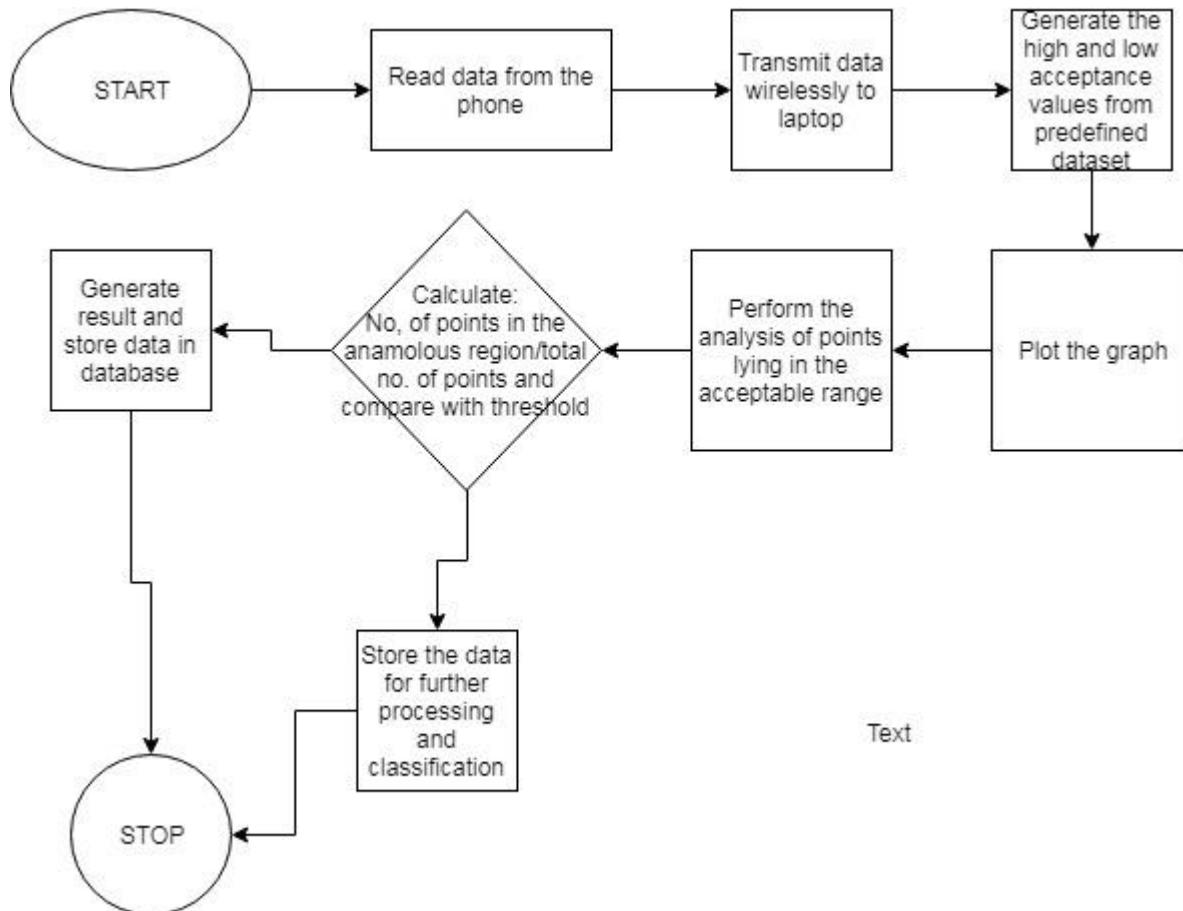 START
Read data from the
phone
Transmit data
wirelessly to
laptop
Generate the
high and low
acceptance
values from
predefined
dataset
Generate
result and
store data in
database
Calculate:
No, of points in the
anamolous region/total
no. of points and
compare with threshold
Perform the
analysis of points
lying in the
acceptable range
Plot the graph
Store the data
for further
processing
and
classification
Text
STOP